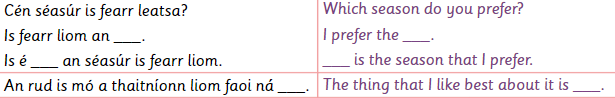 Cén séasúr is fearr leatsa?
Is fearr liom an ___.
Is é ___ an séasúr is fearr liom.
An rud is mó a thaitníonn liom faoi ná ___.
Which season do you prefer?
I prefer the ___.
___ is the season that I prefer.
The thing that I like best about it is ___.